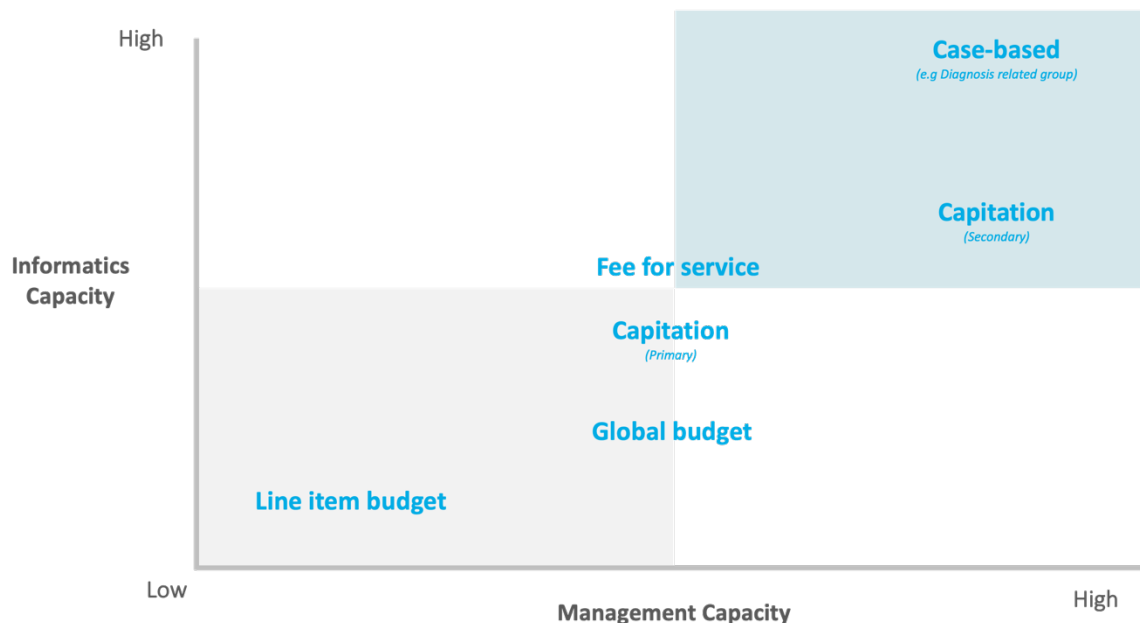 High
Case-based
(e.g Diagnosis related group)
Capitation
(Secondary)
Informatics
Capacity
Fee for service
Capitation
(Primary)
Global budget
Line item budget
Low
High
Management Capacity